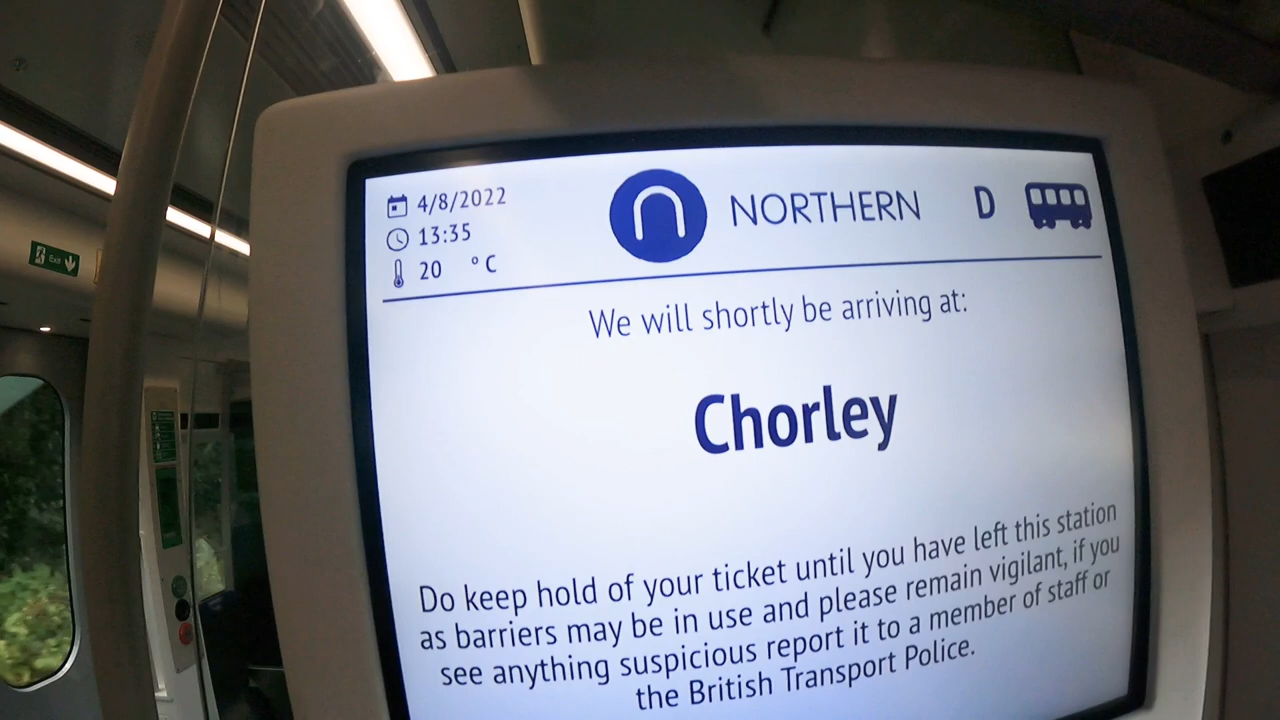 4/8/2022
13:35
20 °C
NORTHERN
D
Exit
We will shortly be arriving at:
Chorley
Do keep hold of your ticket until you have left this station
as barriers may be in use and please remain vigilant, if you
see anything suspicious report it to a member of staff or
the British Transport Police.